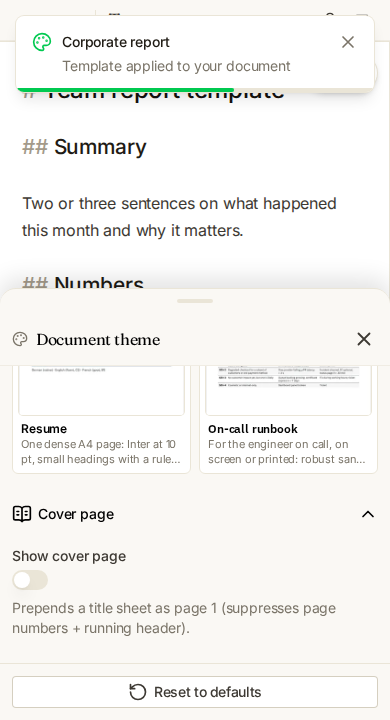 Corporate report
Template applied to your document
# Team report template
## Summary
Two or three sentences on what happened
this month and why it matters.
## Numbers
Document theme
Resume
One dense A4 page: Inter at 10
pt, small headings with a rule...
On-call runbook
For the engineer on call, on
screen or printed: robust san...
Cover page
Show cover page
Prepends a title sheet as page 1 (suppresses page
numbers + running header).
Reset to defaults